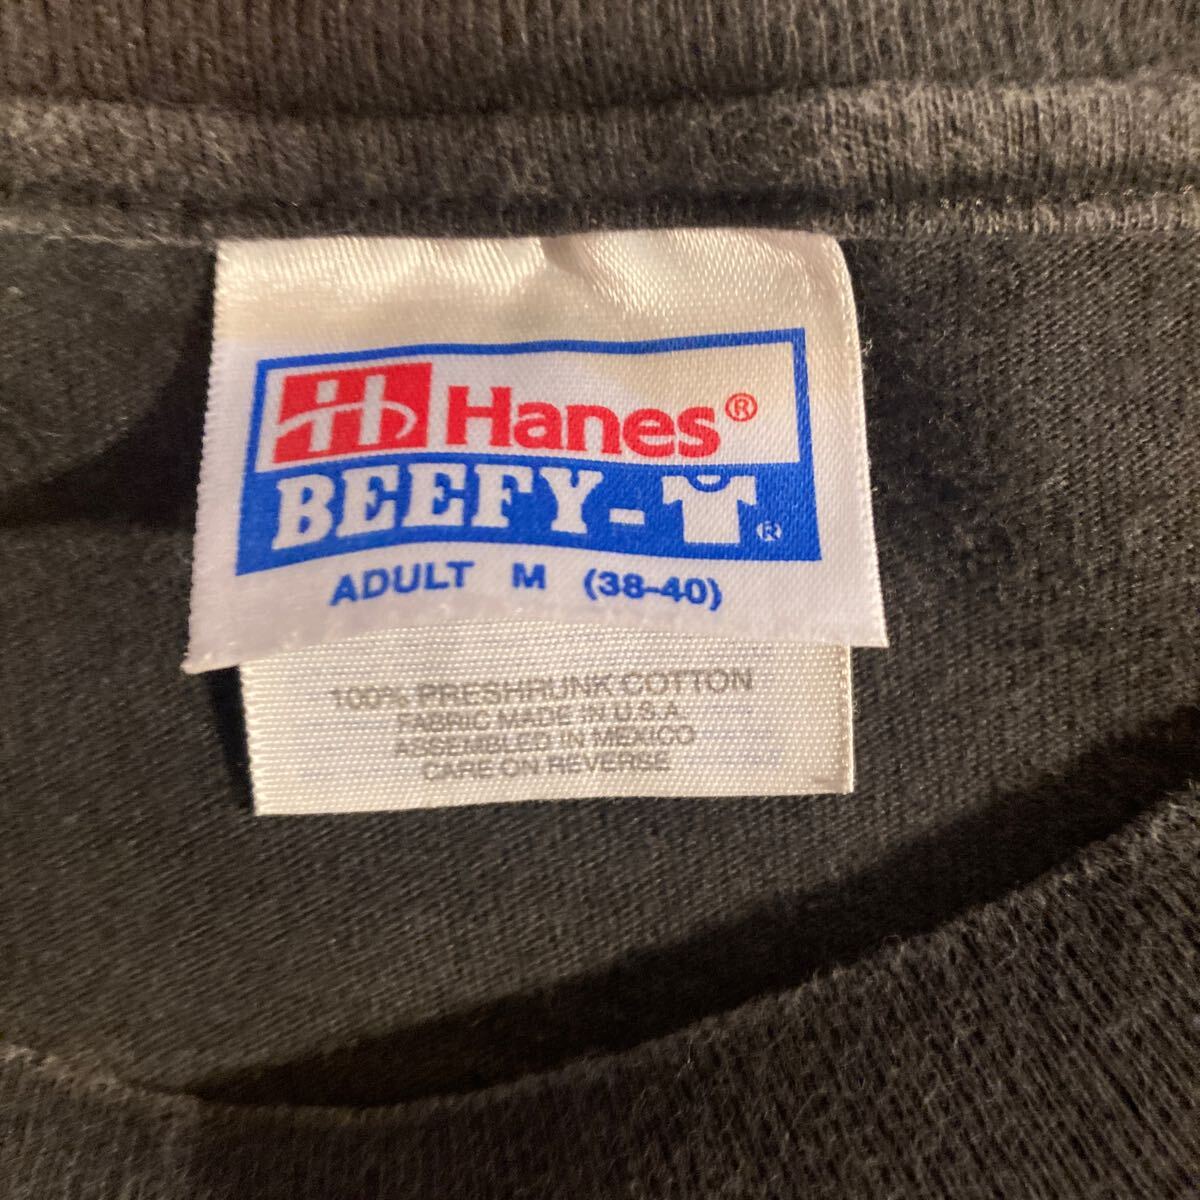 Hanes®
BEEFY-T®
ADULT M (38-40)
100% PRESHRUNK COTTON
FABRIC MADE IN U.S.A.
ASSEMBLED IN MEXICO
CARE ON REVERSE